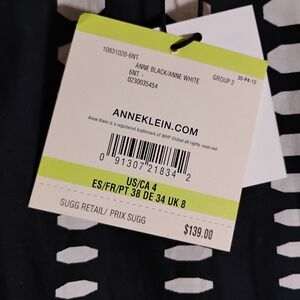 10831020-6NT
ANNE BLACK/ANNE WHITE
6NT -
0230035454
GROUP 2
35-P4-12
ANNEKLEIN.COM
Anne Klein is a registered trademark of WHP Global all rights reserved
0 91307 21834 2
US/CA 4
ES/FR/PT 38 DE 34 UK 8
SUGG RETAIL/ PRIX SUGG
$139.00